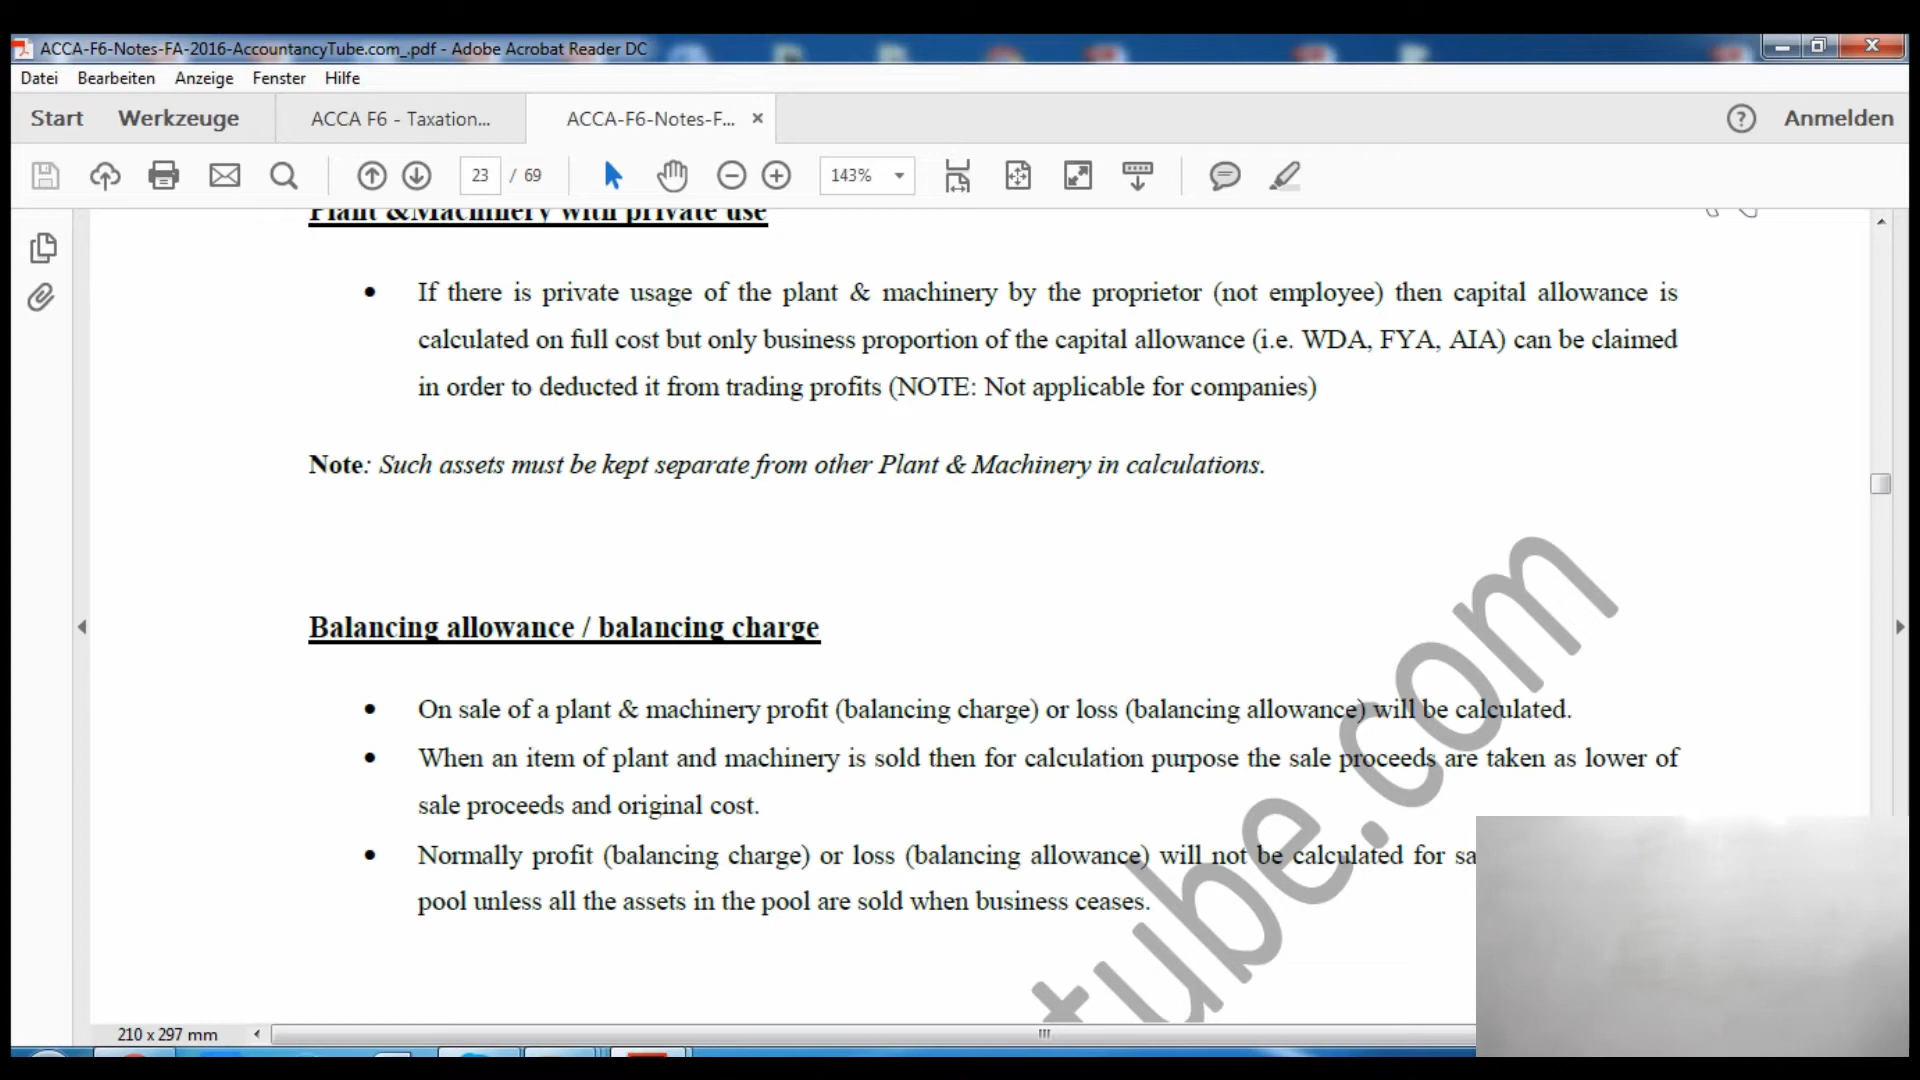 ACCA-F6-Notes-FA-2016-AccountancyTube.com_.pdf - Adobe Acrobat Reader DC
Datei Bearbeiten Anzeige Fenster Hilfe
Start Werkzeuge ACCA F6 - Taxation... ACCA-F6-Notes-F... Anmelden
23 / 69 143%
Plant &Machinery with private use
• If there is private usage of the plant & machinery by the proprietor (not employee) then capital allowance is
calculated on full cost but only business proportion of the capital allowance (i.e. WDA, FYA, AIA) can be claimed
in order to deducted it from trading profits (NOTE: Not applicable for companies)
Note: Such assets must be kept separate from other Plant & Machinery in calculations.
Balancing allowance / balancing charge
• On sale of a plant & machinery profit (balancing charge) or loss (balancing allowance) will be calculated.
• When an item of plant and machinery is sold then for calculation purpose the sale proceeds are taken as lower of
sale proceeds and original cost.
• Normally profit (balancing charge) or loss (balancing allowance) will not be calculated for
pool unless all the assets in the pool are sold when business ceases.
tube.com
210 x 297 mm